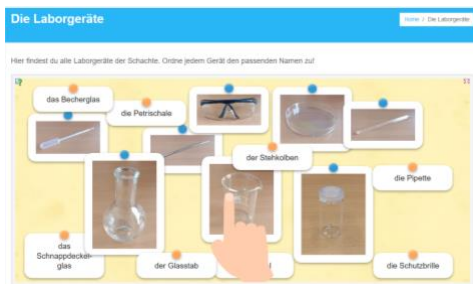 Die Laborgeräte
Home / Die Laborgeräte
Hier findest du alle Laborgeräte der Schachte. Ordne jedem Gerät den passenden Namen zu!
das Becherglas
die Petrischale
der Stehkolben
die Pipette
das
Schnappdeckel-
glas
der Glasstab
die Schutzbrille